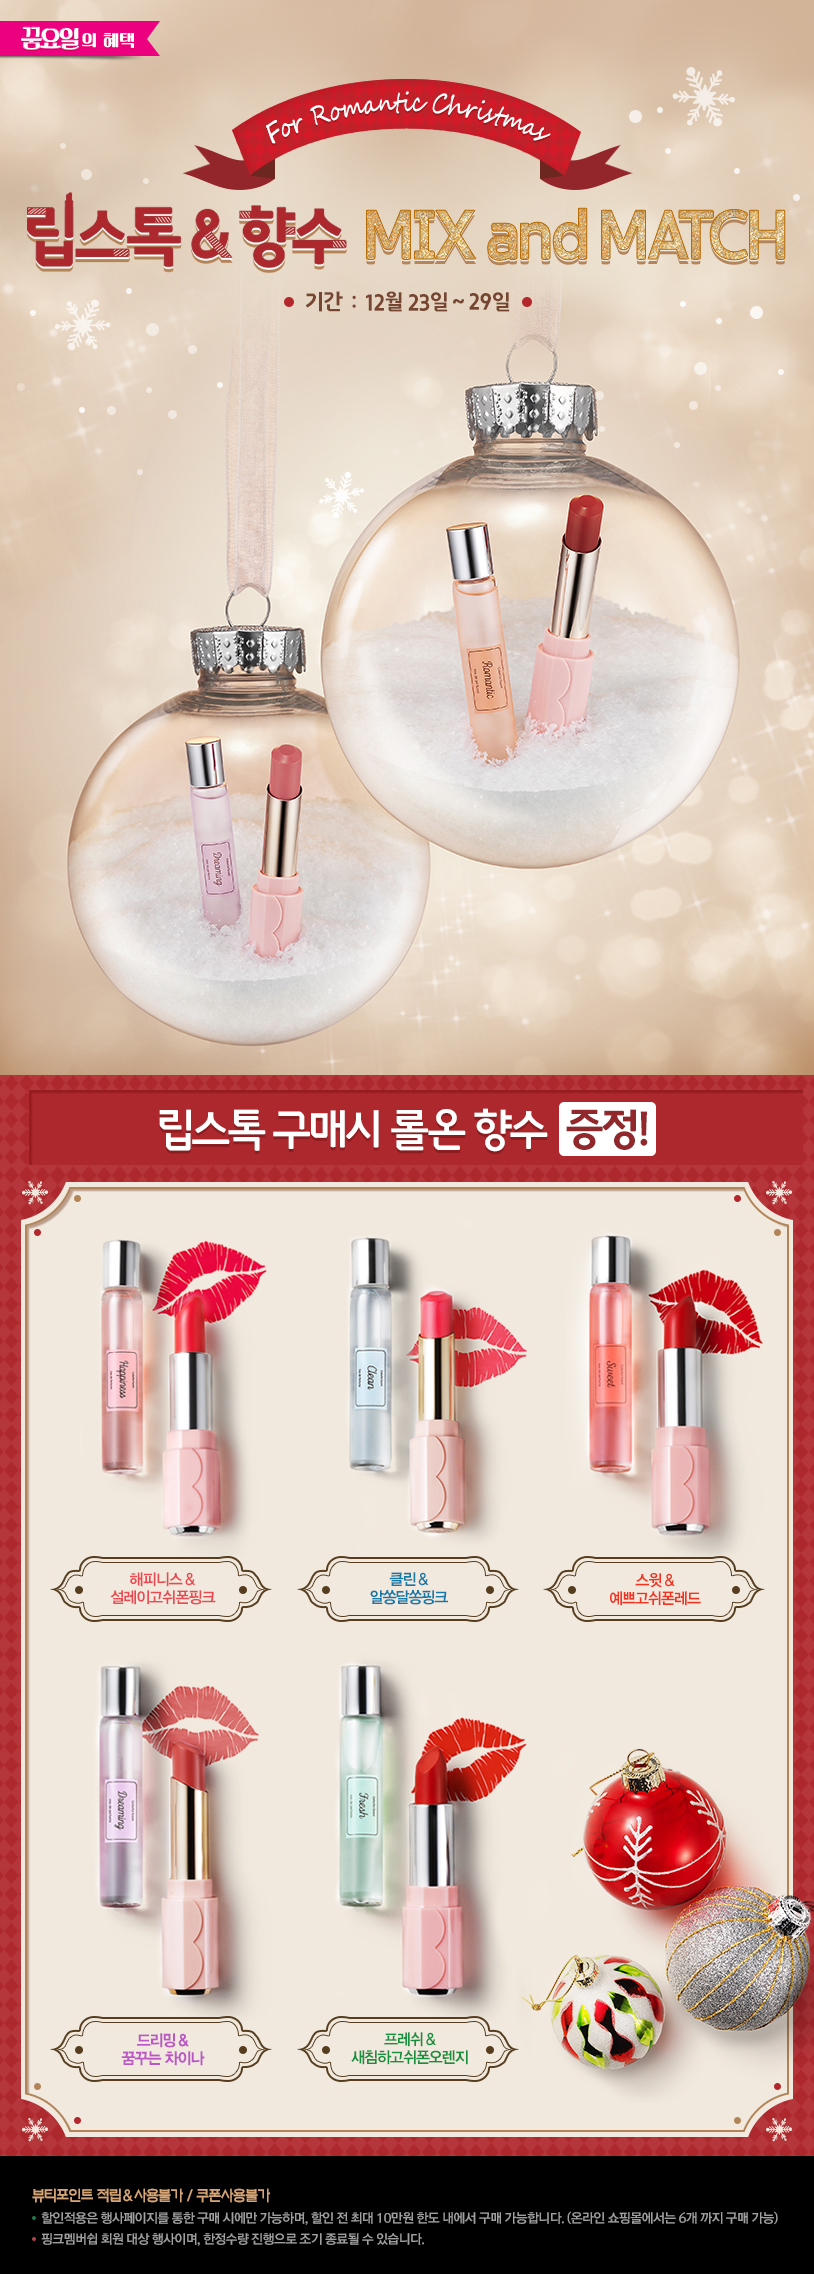 꿈요일의 혜택
For Romantic Christmas
립스톡 & 향수 MIX and MATCH
기간 : 12월 23일 ~ 29일
Romantic
Dreaming
립스톡 구매시 롤온 향수 증정!
Happiness
Clean
Sweet
해피니스 &
설레이고쉬폰핑크
클린 &
알쏭달쏭핑크
스윗 &
예쁘고쉬폰레드
Dreaming
Fresh
드리밍 &
꿈꾸는 차이나
프레쉬 &
새침하고쉬폰오렌지
뷰티포인트 적립&사용불가 / 쿠폰사용불가
할인적용은 행사페이지를 통한 구매 시에만 가능하며, 할인 전 최대 10만원 한도 내에서 구매 가능합니다. (온라인 쇼핑몰에서는 6개 까지 구매 가능)
핑크멤버쉽 회원 대상 행사이며, 한정수량 진행으로 조기 종료될 수 있습니다.